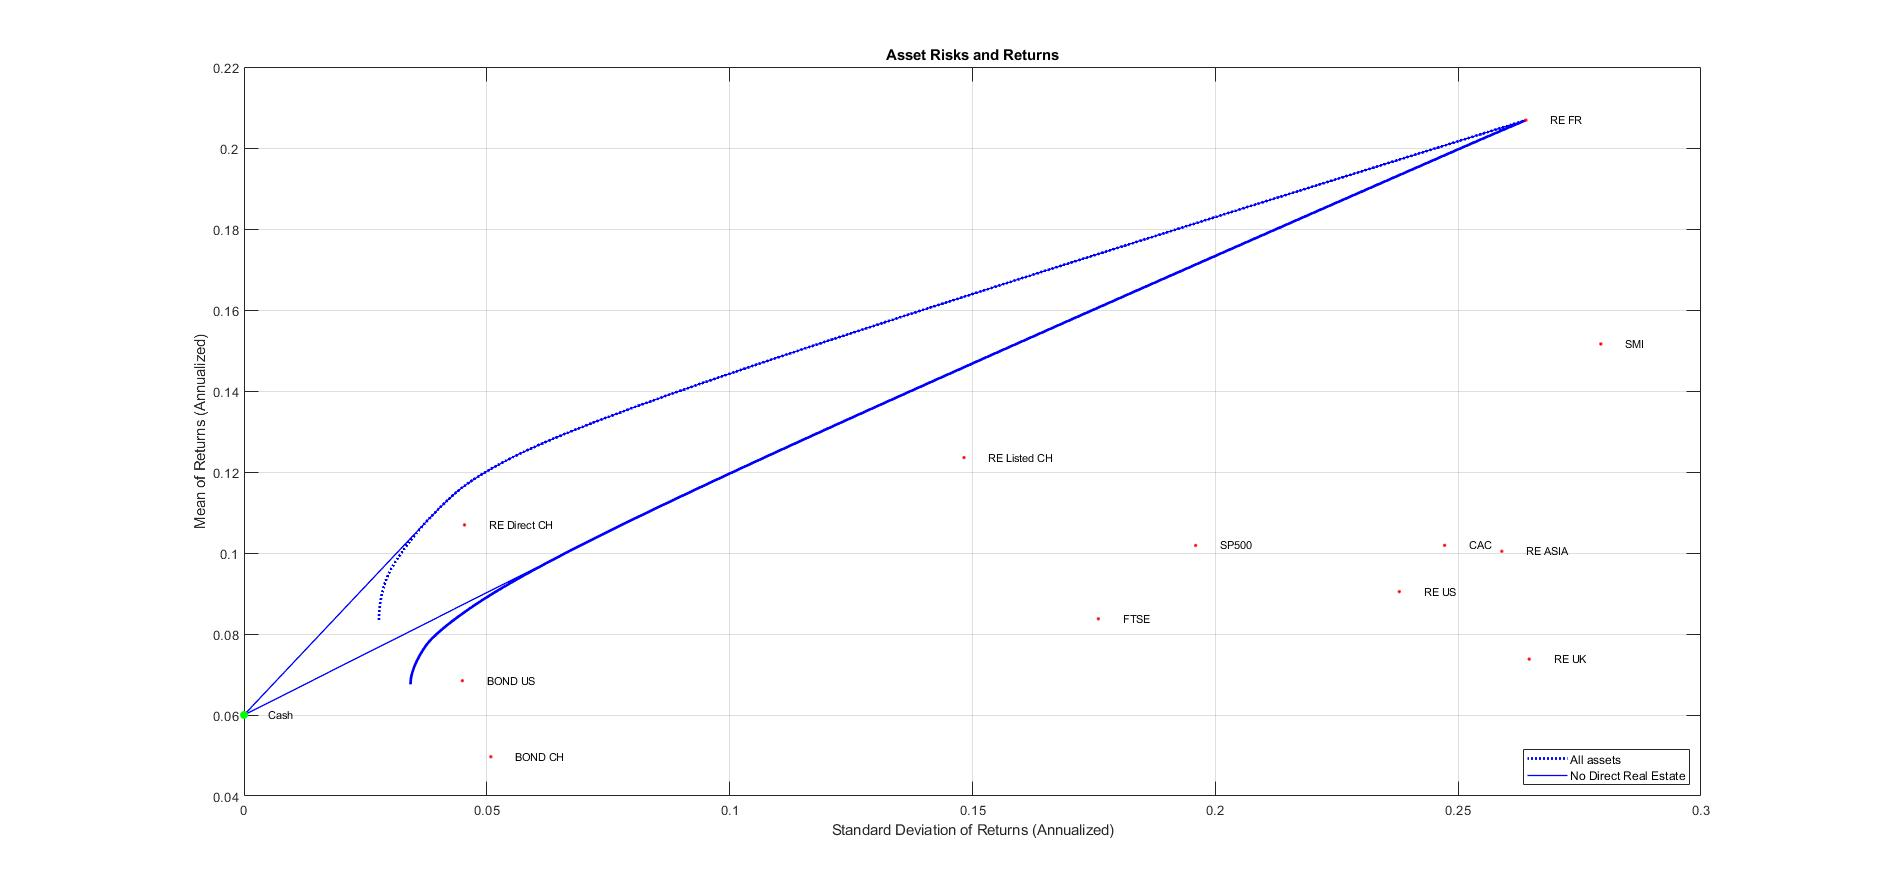 Asset Risks and Returns
0.22
0.2
0.18
0.16
0.14
0.12
0.1
0.08
0.06
0.04
Mean of Returns (Annualized)
RE FR
SMI
RE Listed CH
RE Direct CH
SP500
CAC
RE ASIA
RE US
FTSE
RE UK
BOND US
Cash
BOND CH
All assets
No Direct Real Estate
0 0.05 0.1 0.15 0.2 0.25 0.3
Standard Deviation of Returns (Annualized)